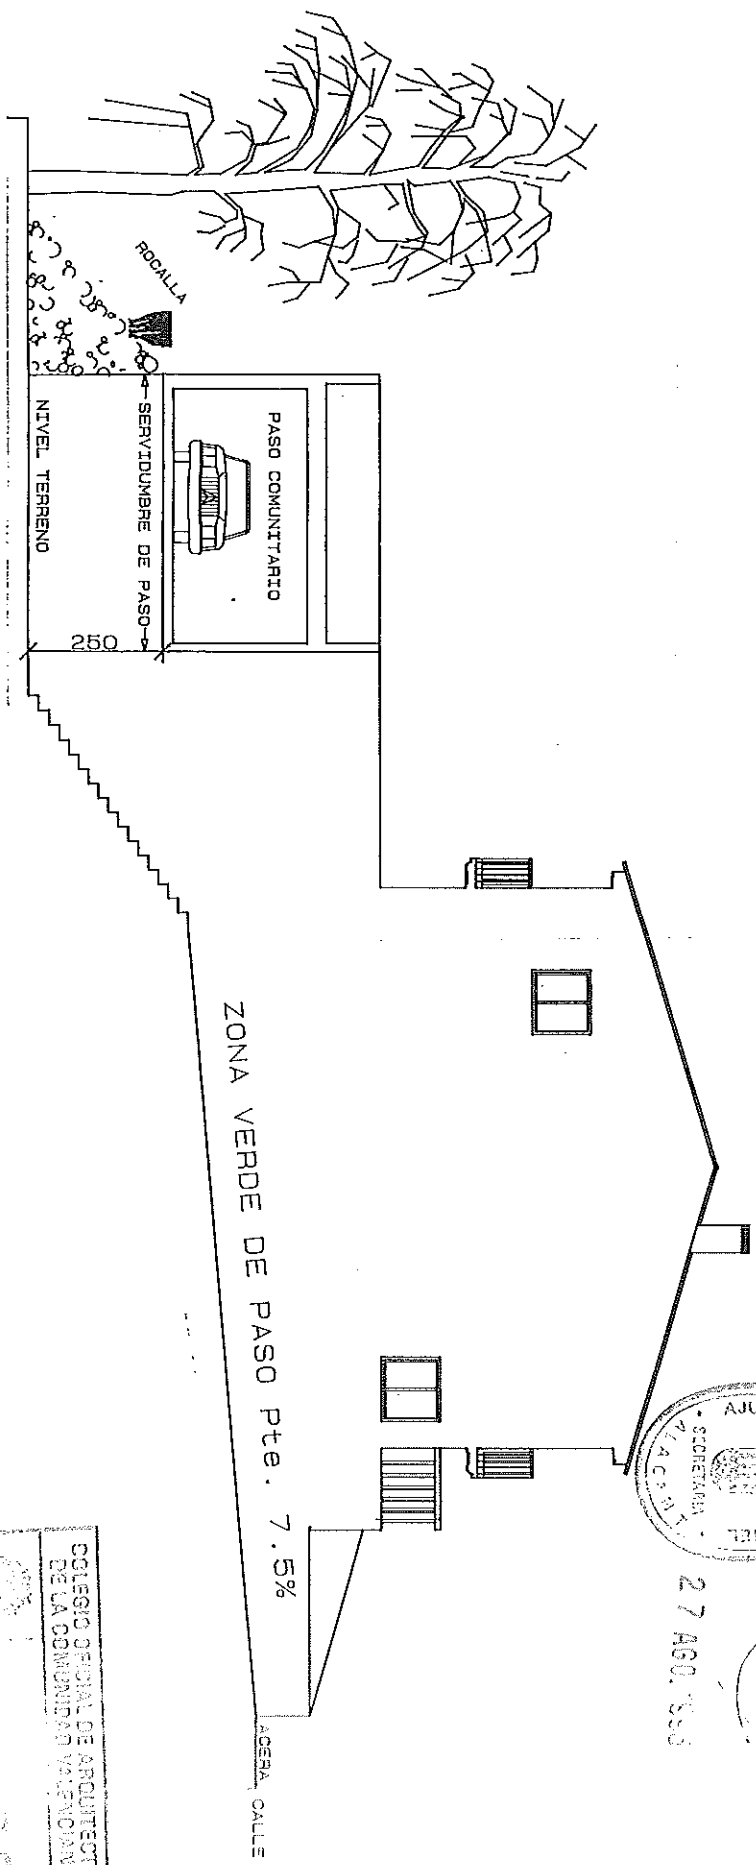 ROCALLA
PASO COMUNITARIO
SERVIDUMBRE DE PASO
NIVEL TERRENO
250
ZONA VERDE DE PASO Pte. 7.5%
ACERA CALLE
SECRETARIA
27 AGO.
COLEGIO OFICIAL DE ARQUITECT
DE LA COMUNIDAD VALENCIAN